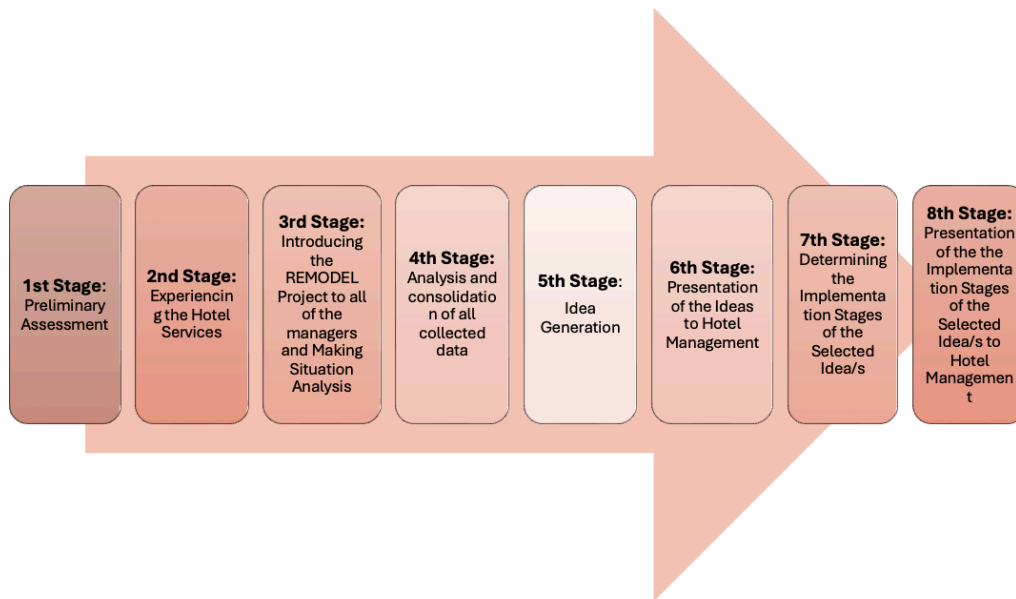 1st Stage:
Preliminary
Assessment
2nd Stage:
Experiencin
g the Hotel
Services
3rd Stage:
Introducing
the
REMODEL
Project to all
of the
managers
and Making
Situation
Analysis
4th Stage:
Analysis and
consolidatio
n of all
collected
data
5th Stage:
Idea
Generation
6th Stage:
Presentation
of the Ideas
to Hotel
Management
7th Stage:
Determining
the
Implementa
tion Stages
of the
Selected
Idea/s
8th Stage:
Presentation
of the the
Implementa
tion Stages
of the
Selected
Idea/s to
Hotel
Managemen
t